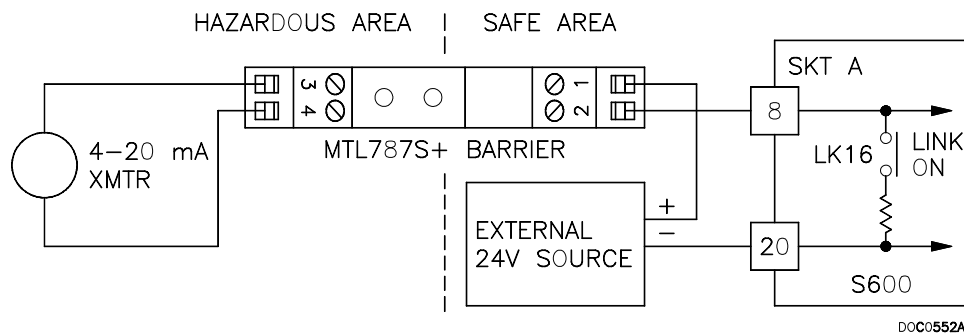 HAZARDOUS AREA
SAFE AREA
SKT A
3
4
1
2
8
MTL787S+ BARRIER
4-20 mA
XMTR
LK16
LINK
ON
+
-
EXTERNAL
24V SOURCE
20
S600
DOC0552A